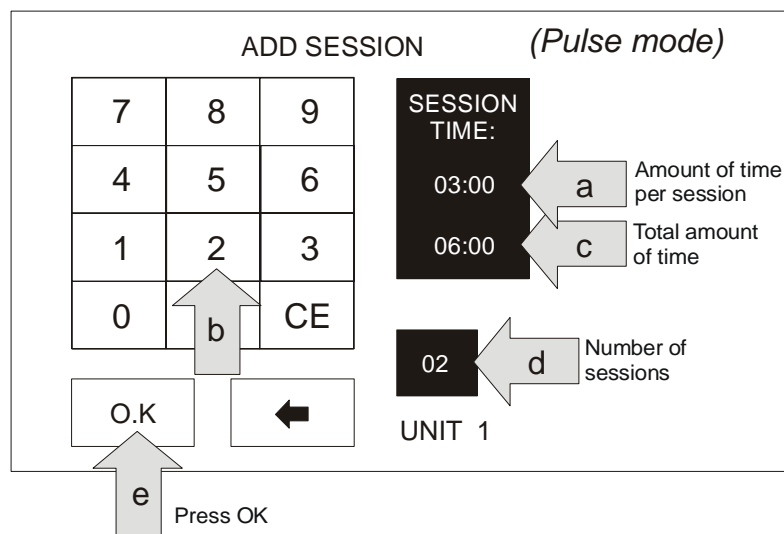 ADD SESSION
(Pulse mode)
7 8 9
4 5 6
1 2 3
0 CE
b
O.K
UNIT 1
SESSION
TIME:
03:00
06:00
02
a
Amount of time
per session
c
Total amount
of time
d
Number of
sessions
e
Press OK